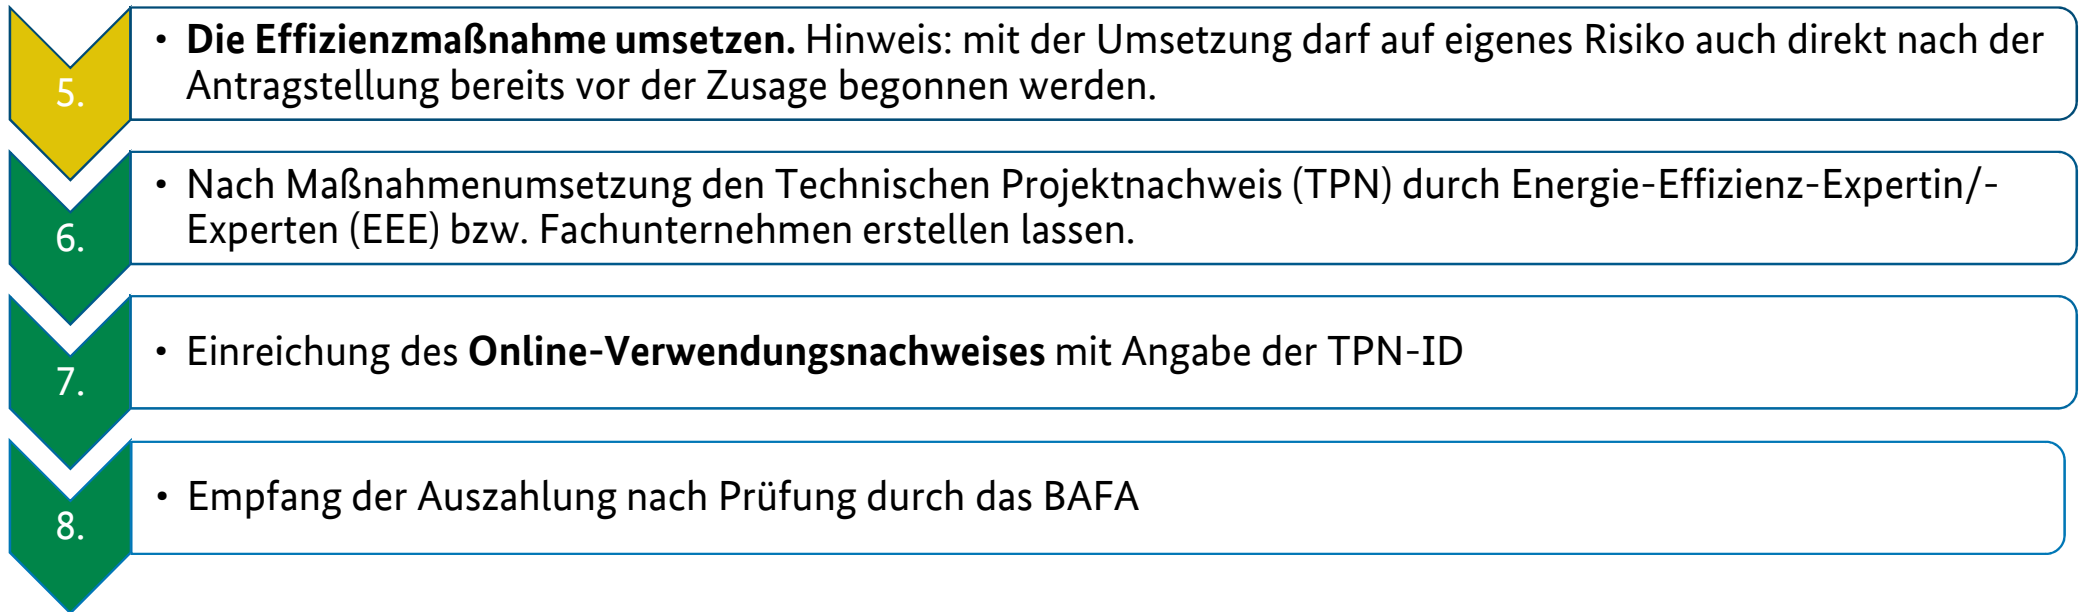 5.
• Die Effizienzmaßnahme umsetzen. Hinweis: mit der Umsetzung darf auf eigenes Risiko auch direkt nach der
Antragstellung bereits vor der Zusage begonnen werden.
6.
• Nach Maßnahmenumsetzung den Technischen Projektnachweis (TPN) durch Energie-Effizienz-Expertin/-
Experten (EEE) bzw. Fachunternehmen erstellen lassen.
7.
• Einreichung des Online-Verwendungsnachweises mit Angabe der TPN-ID
8.
• Empfang der Auszahlung nach Prüfung durch das BAFA